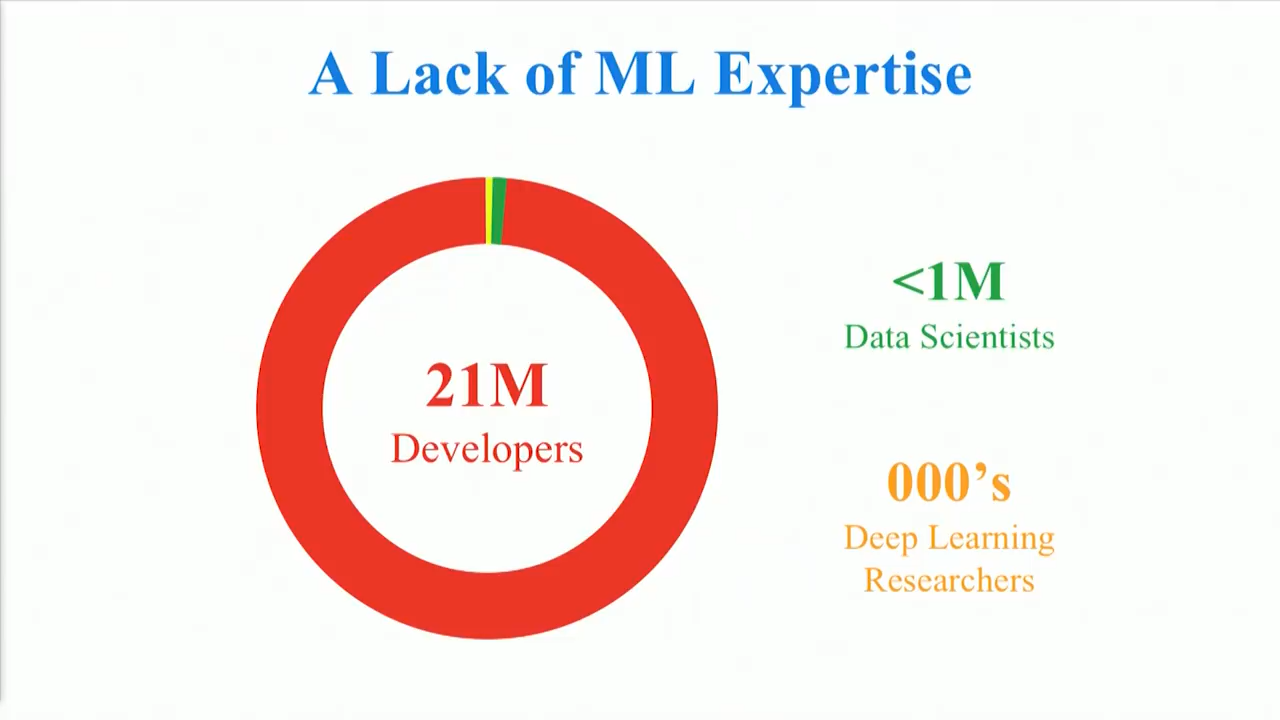 A Lack of ML Expertise
21M
Developers
<1M
Data Scientists
000’s
Deep Learning
Researchers